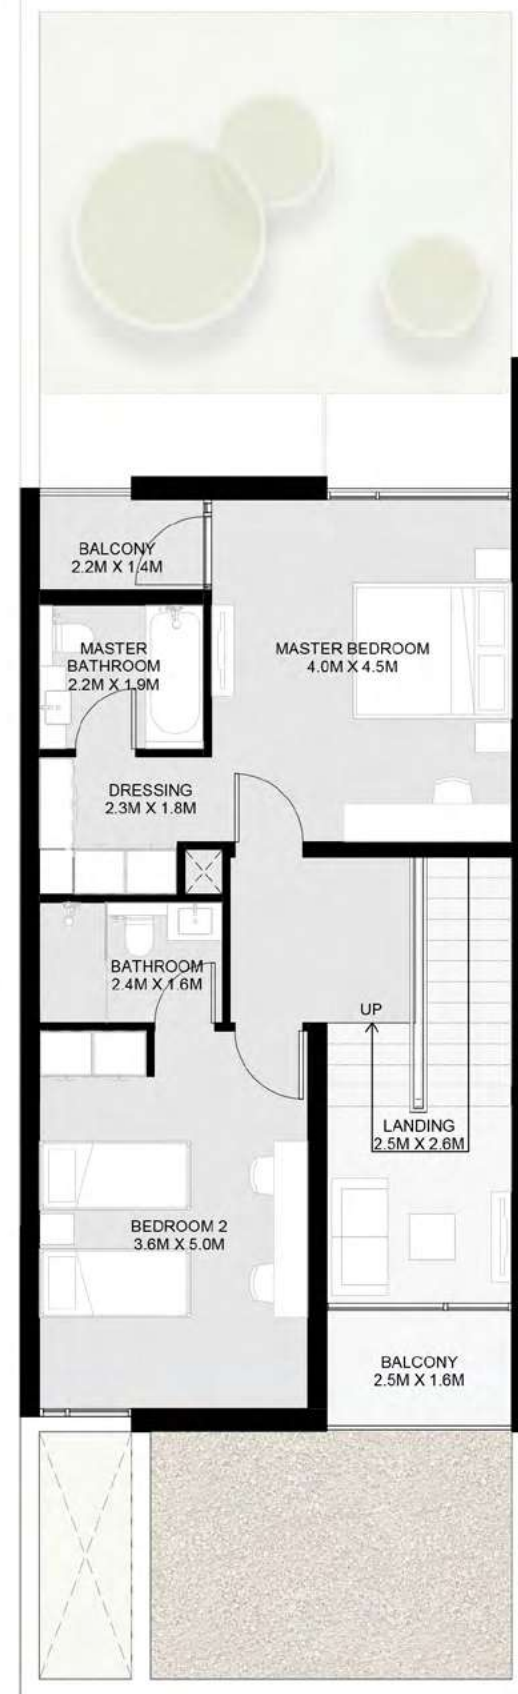 BALCONY
2.2M X 1.4M
MASTER
BATHROOM
2.2M X 1.9M
MASTER BEDROOM
4.0M X 4.5M
DRESSING
2.3M X 1.8M
BATHROOM
2.4M X 1.6M
UP
LANDING
2.5M X 2.6M
BEDROOM 2
3.6M X 5.0M
BALCONY
2.5M X 1.6M